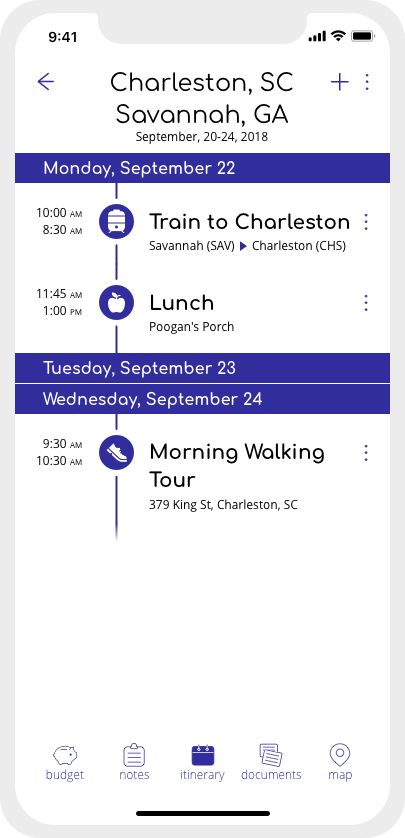 9:41
Charleston, SC
Savannah, GA
September, 20-24, 2018
Monday, September 22
10:00 AM
8:30 AM
Train to Charleston
Savannah (SAV) ▶ Charleston (CHS)
11:45 AM
1:00 PM
Lunch
Poogan's Porch
Tuesday, September 23
Wednesday, September 24
9:30 AM
10:30 AM
Morning Walking
Tour
379 King St, Charleston, SC
budget notes itinerary documents map